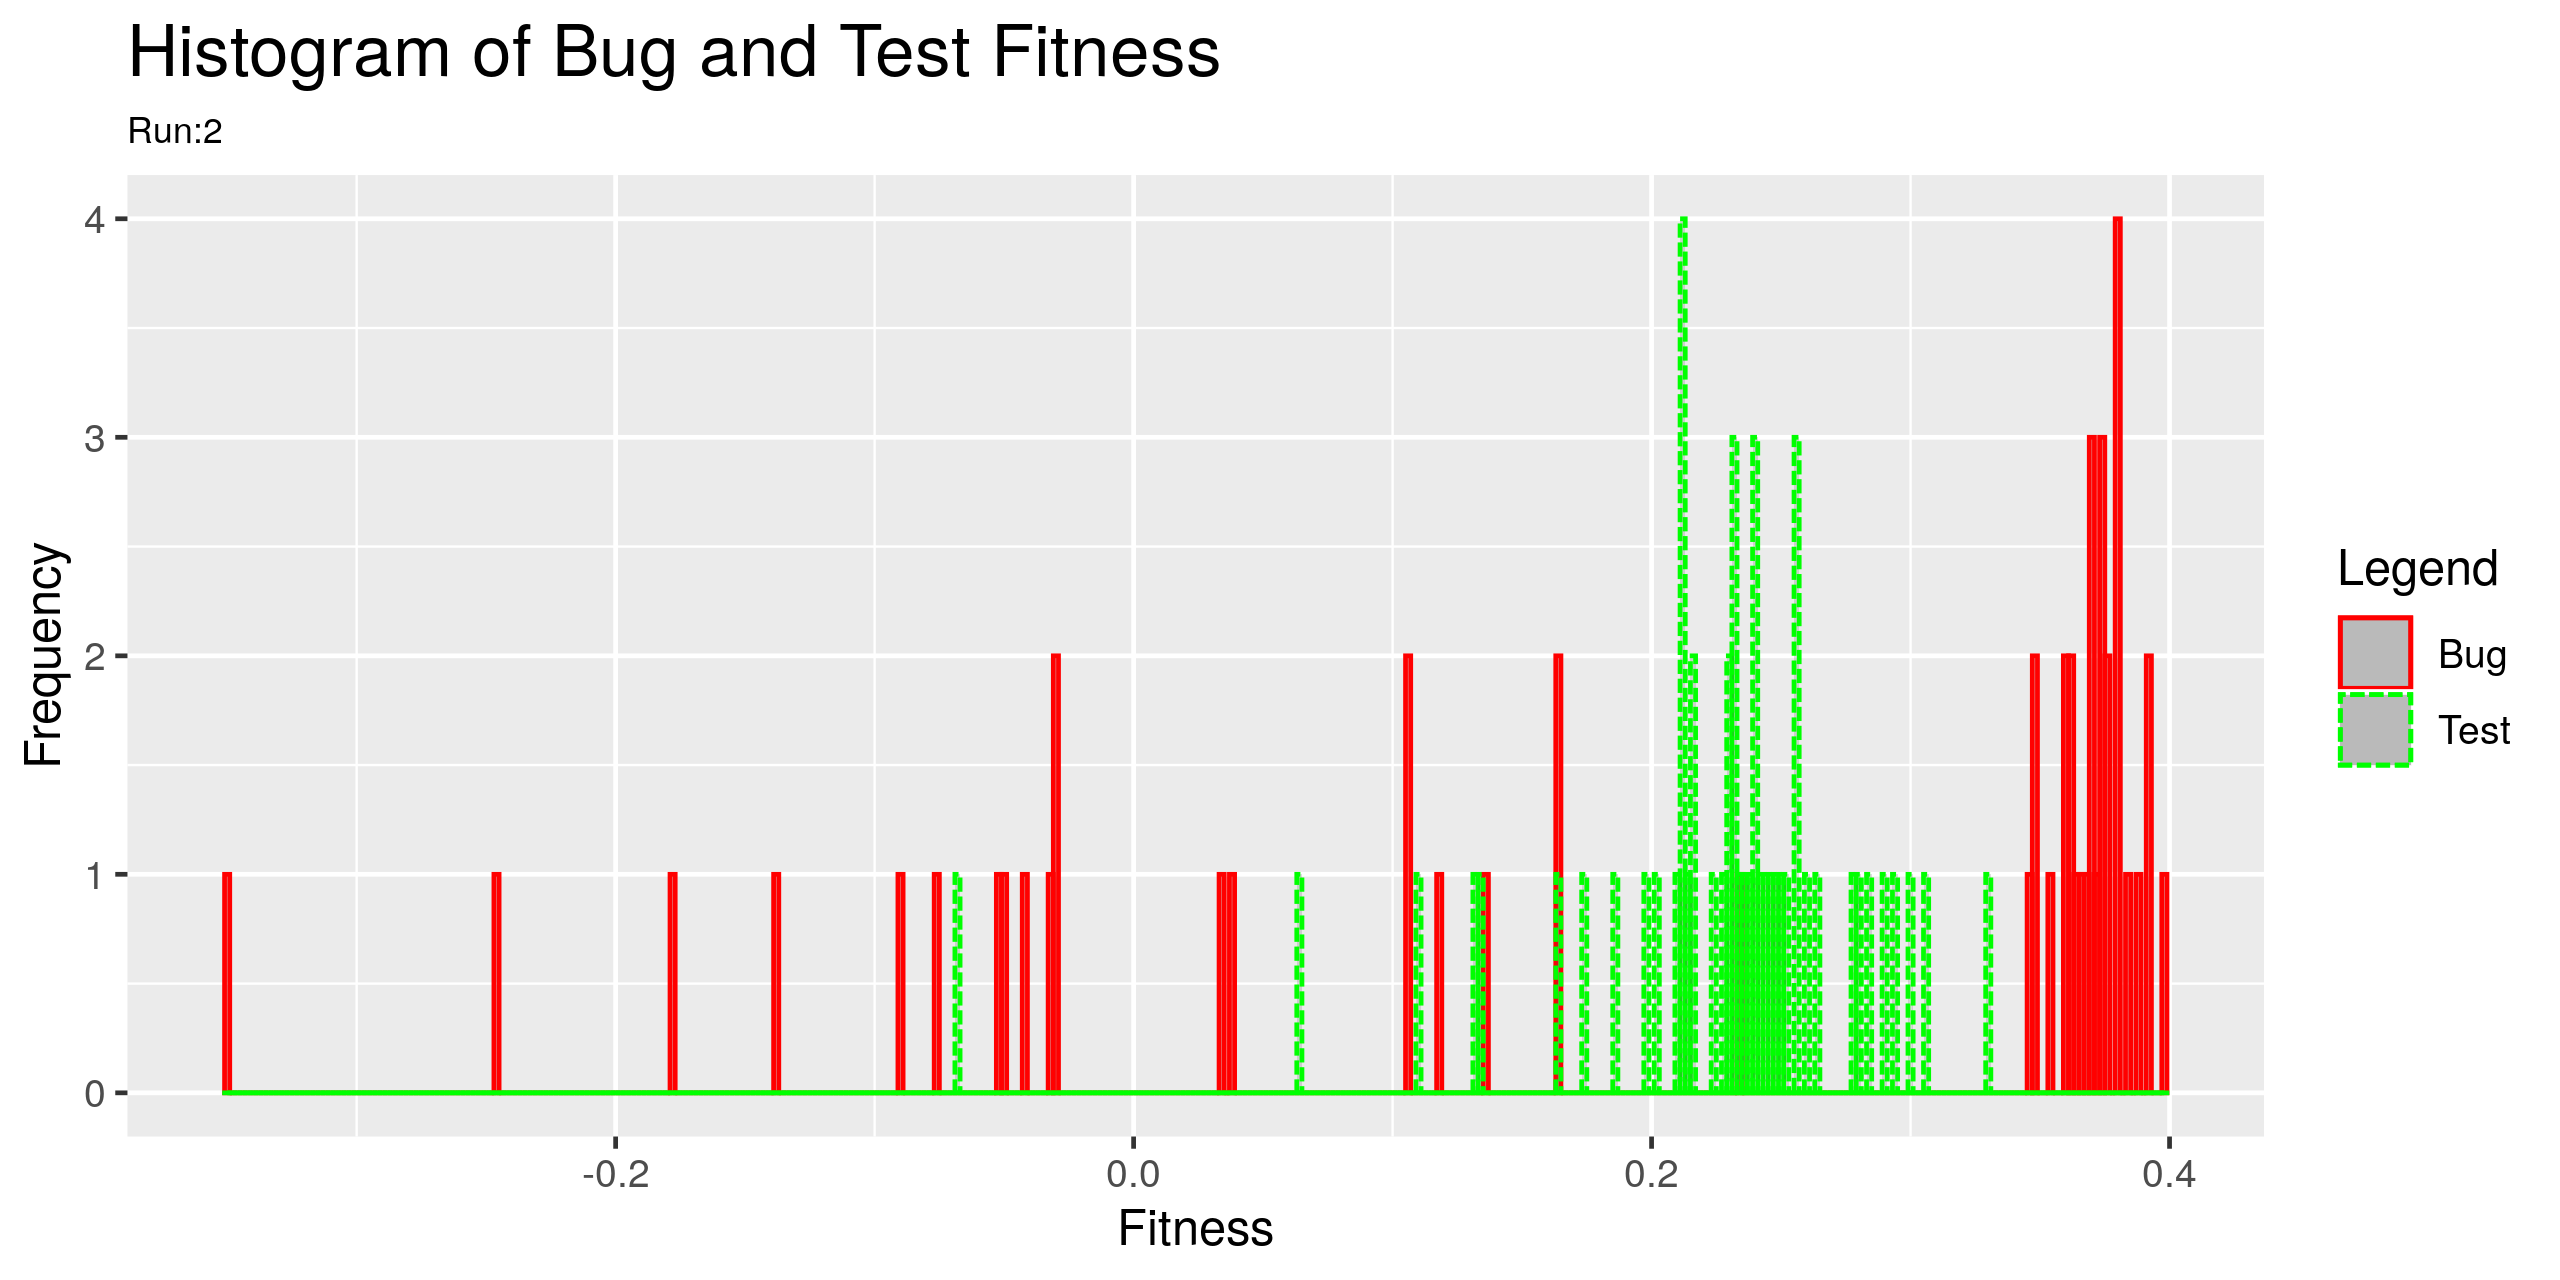 Histogram of Bug and Test Fitness
Run:2
Frequency
4
3
2
1
0
-0.2 0.0 0.2 0.4
Fitness
Legend
Bug
Test